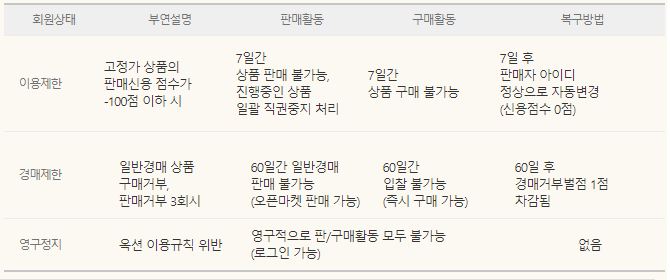 회원상태 부연설명 판매활동 구매활동 복구방법
이용제한
고정가 상품의
판매신용 점수가
-100점 이하 시
7일간
상품 판매 불가능,
진행중인 상품
일괄 직권중지 처리
7일간
상품 구매 불가능
7일 후
판매자 아이디
정상으로 자동변경
(신용점수 0점)
경매제한
일반경매 상품
구매거부,
판매거부 3회시
60일간 일반경매
판매 불가능
(오픈마켓 판매 가능)
60일간
입찰 불가능
(즉시 구매 가능)
60일 후
경매거부벌점 1점
차감됨
영구정지
옥션 이용규칙 위반
영구적으로 판/구매활동 모두 불가능
(로그인 가능)
없음